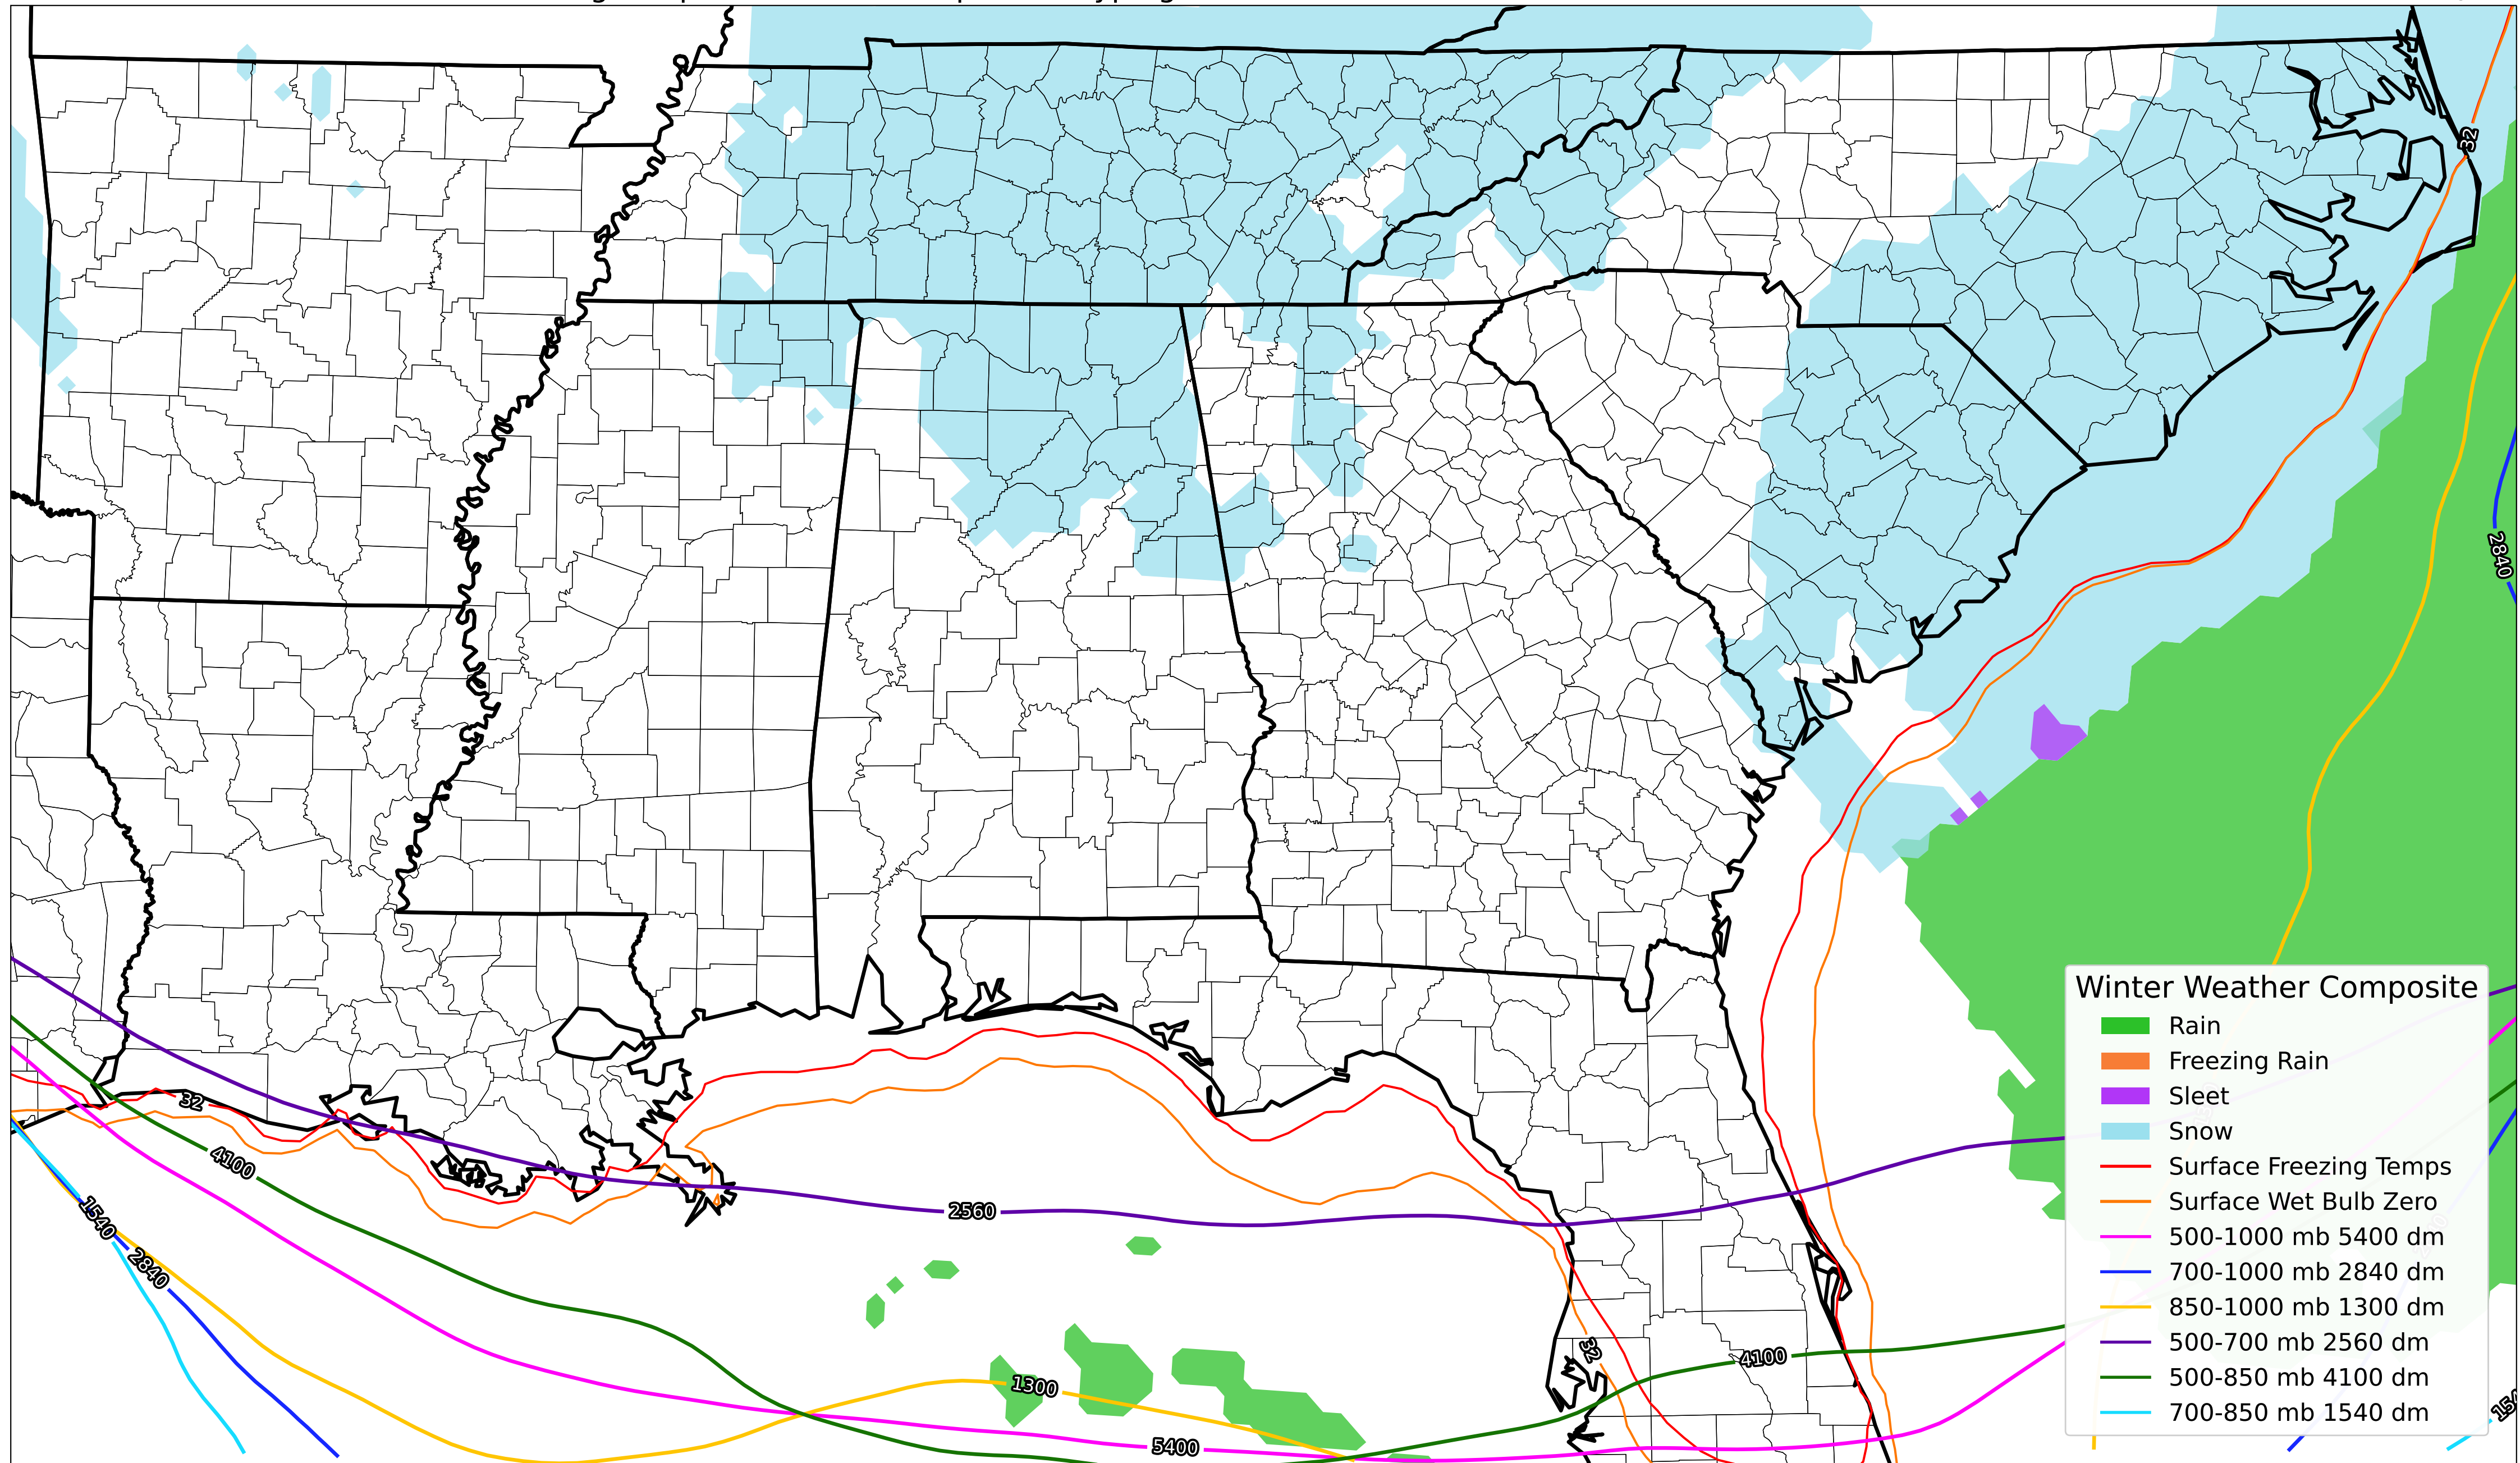 32
32
4100
1540
2840
2560
1300
5400
32
4100
2840
Winter Weather Composite
Rain
Freezing Rain
Sleet
Snow
Surface Freezing Temps
Surface Wet Bulb Zero
500-1000 mb 5400 dm
700-1000 mb 2840 dm
850-1000 mb 1300 dm
500-700 mb 2560 dm
500-850 mb 4100 dm
700-850 mb 1540 dm